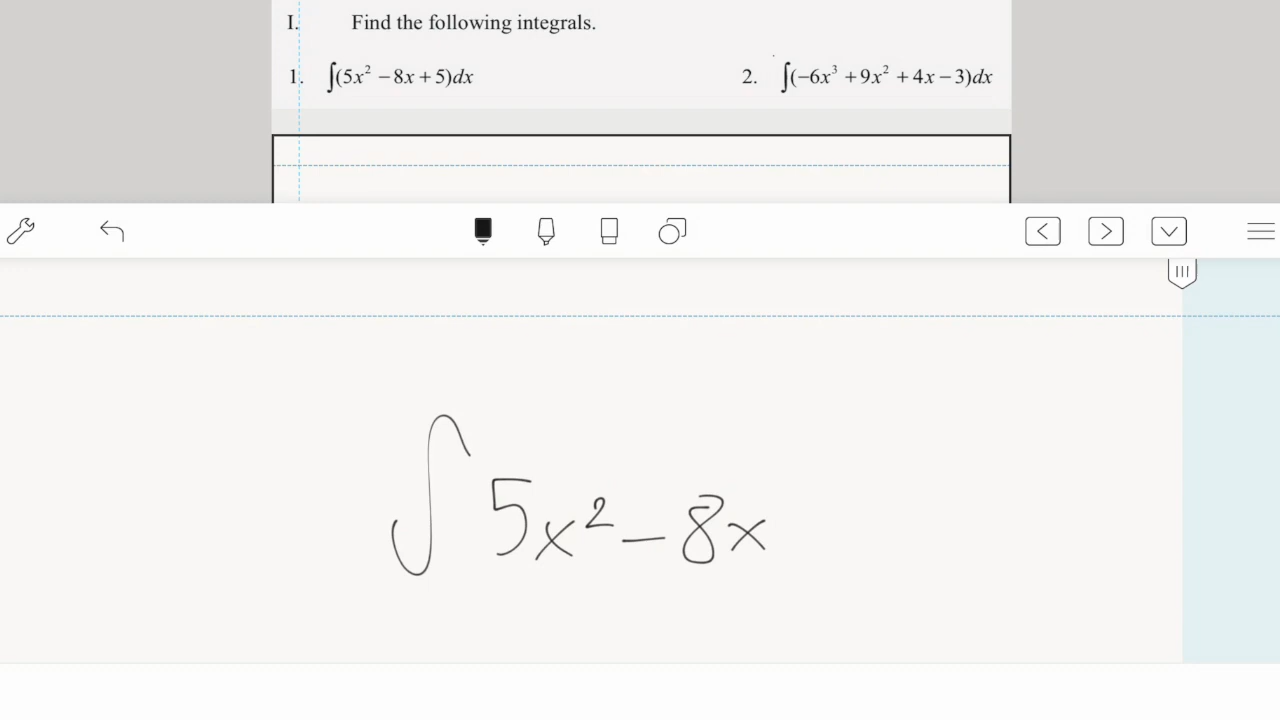 I. Find the following integrals.
1. ∫(5x² − 8x + 5)dx 2. ∫(−6x³ + 9x² + 4x − 3)dx
∫ 5x² − 8x